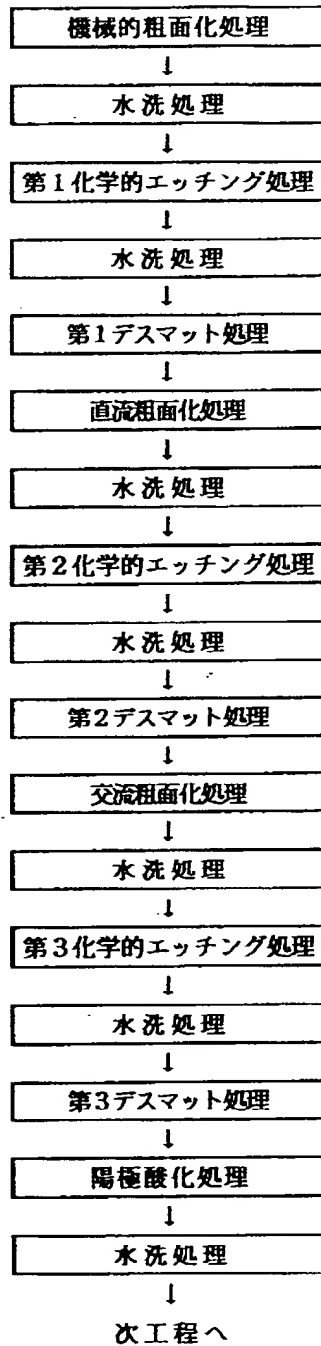 機械的粗面化処理
↓
水洗処理
↓
第1化学的エッチング処理
↓
水洗処理
↓
第1デスマット処理
↓
直流粗面化処理
↓
水洗処理
↓
第2化学的エッチング処理
↓
水洗処理
↓
第2デスマット処理
↓
交流粗面化処理
↓
水洗処理
↓
第3化学的エッチング処理
↓
水洗処理
↓
第3デスマット処理
↓
陽極酸化処理
↓
水洗処理
↓
次工程へ